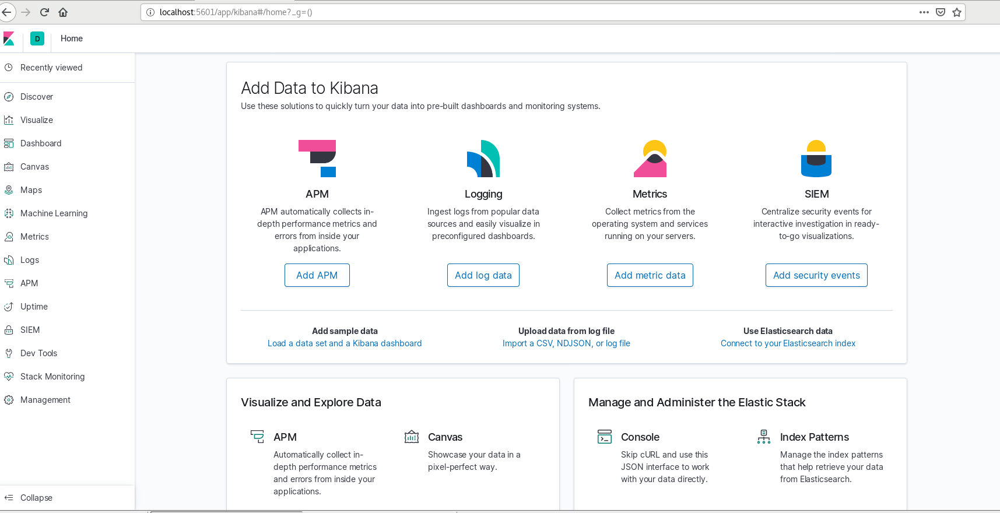 localhost:5601/app/kibana#/home?_g=()
D
Home
Recently viewed
Discover
Visualize
Dashboard
Canvas
Maps
Machine Learning
Metrics
Logs
APM
Uptime
SIEM
Dev Tools
Stack Monitoring
Management
Collapse
Add Data to Kibana
Use these solutions to quickly turn your data into pre-built dashboards and monitoring systems.
APM
APM automatically collects in-
depth performance metrics and
errors from inside your
applications.
Add APM
Logging
Ingest logs from popular data
sources and easily visualize in
preconfigured dashboards.
Add log data
Metrics
Collect metrics from the
operating system and services
running on your servers.
Add metric data
SIEM
Centralize security events for
interactive investigation in ready-
to-go visualizations.
Add security events
Add sample data
Load a data set and a Kibana dashboard
Upload data from log file
Import a CSV, NDJSON, or log file
Use Elasticsearch data
Connect to your Elasticsearch index
Visualize and Explore Data
APM
Automatically collect in-
depth performance metrics
and errors from inside your
applications.
Canvas
Showcase your data in a
pixel-perfect way.
Manage and Administer the Elastic Stack
Console
Skip cURL and use this
JSON interface to work
with your data directly.
Index Patterns
Manage the index patterns
that help retrieve your data
from Elasticsearch.